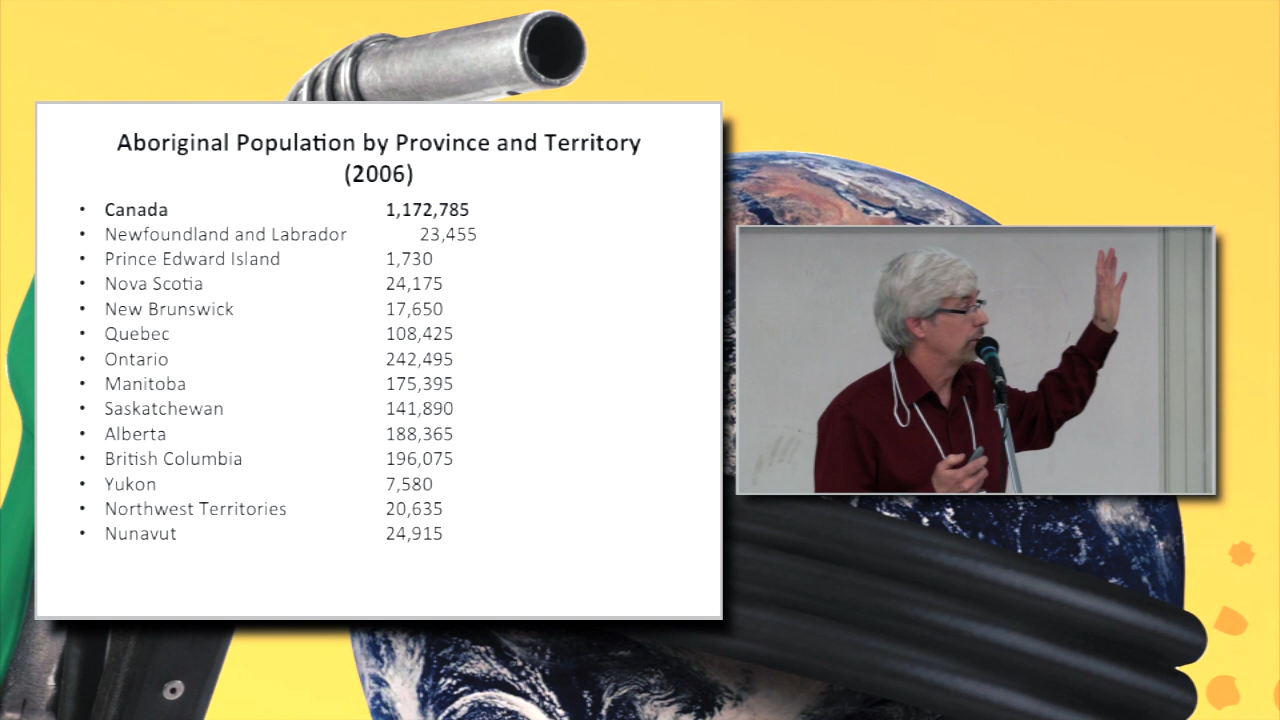 Aboriginal Population by Province and Territory
(2006)
• Canada 1,172,785
• Newfoundland and Labrador 23,455
• Prince Edward Island 1,730
• Nova Scotia 24,175
• New Brunswick 17,650
• Quebec 108,425
• Ontario 242,495
• Manitoba 175,395
• Saskatchewan 141,890
• Alberta 188,365
• British Columbia 196,075
• Yukon 7,580
• Northwest Territories 20,635
• Nunavut 24,915